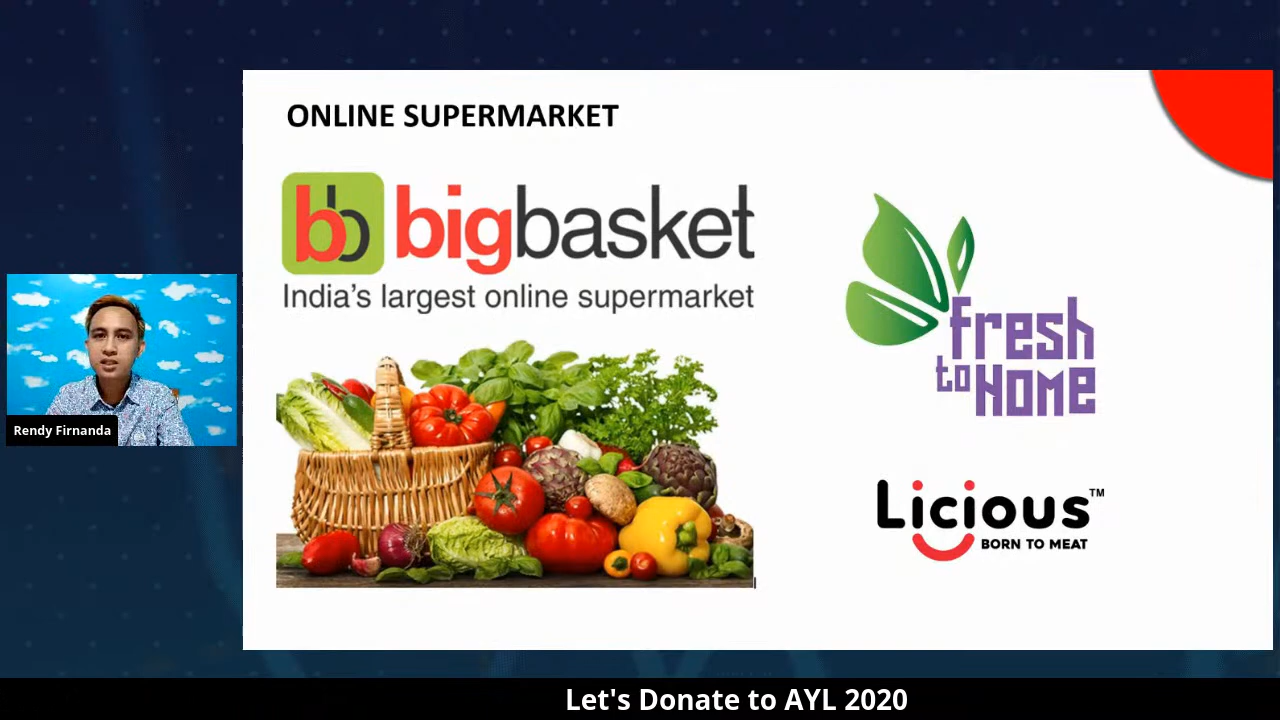 ONLINE SUPERMARKET
bb bigbasket
India's largest online supermarket
fresh
to HOME
Licious™
BORN TO MEAT
Rendy Firnanda
Let's Donate to AYL 2020